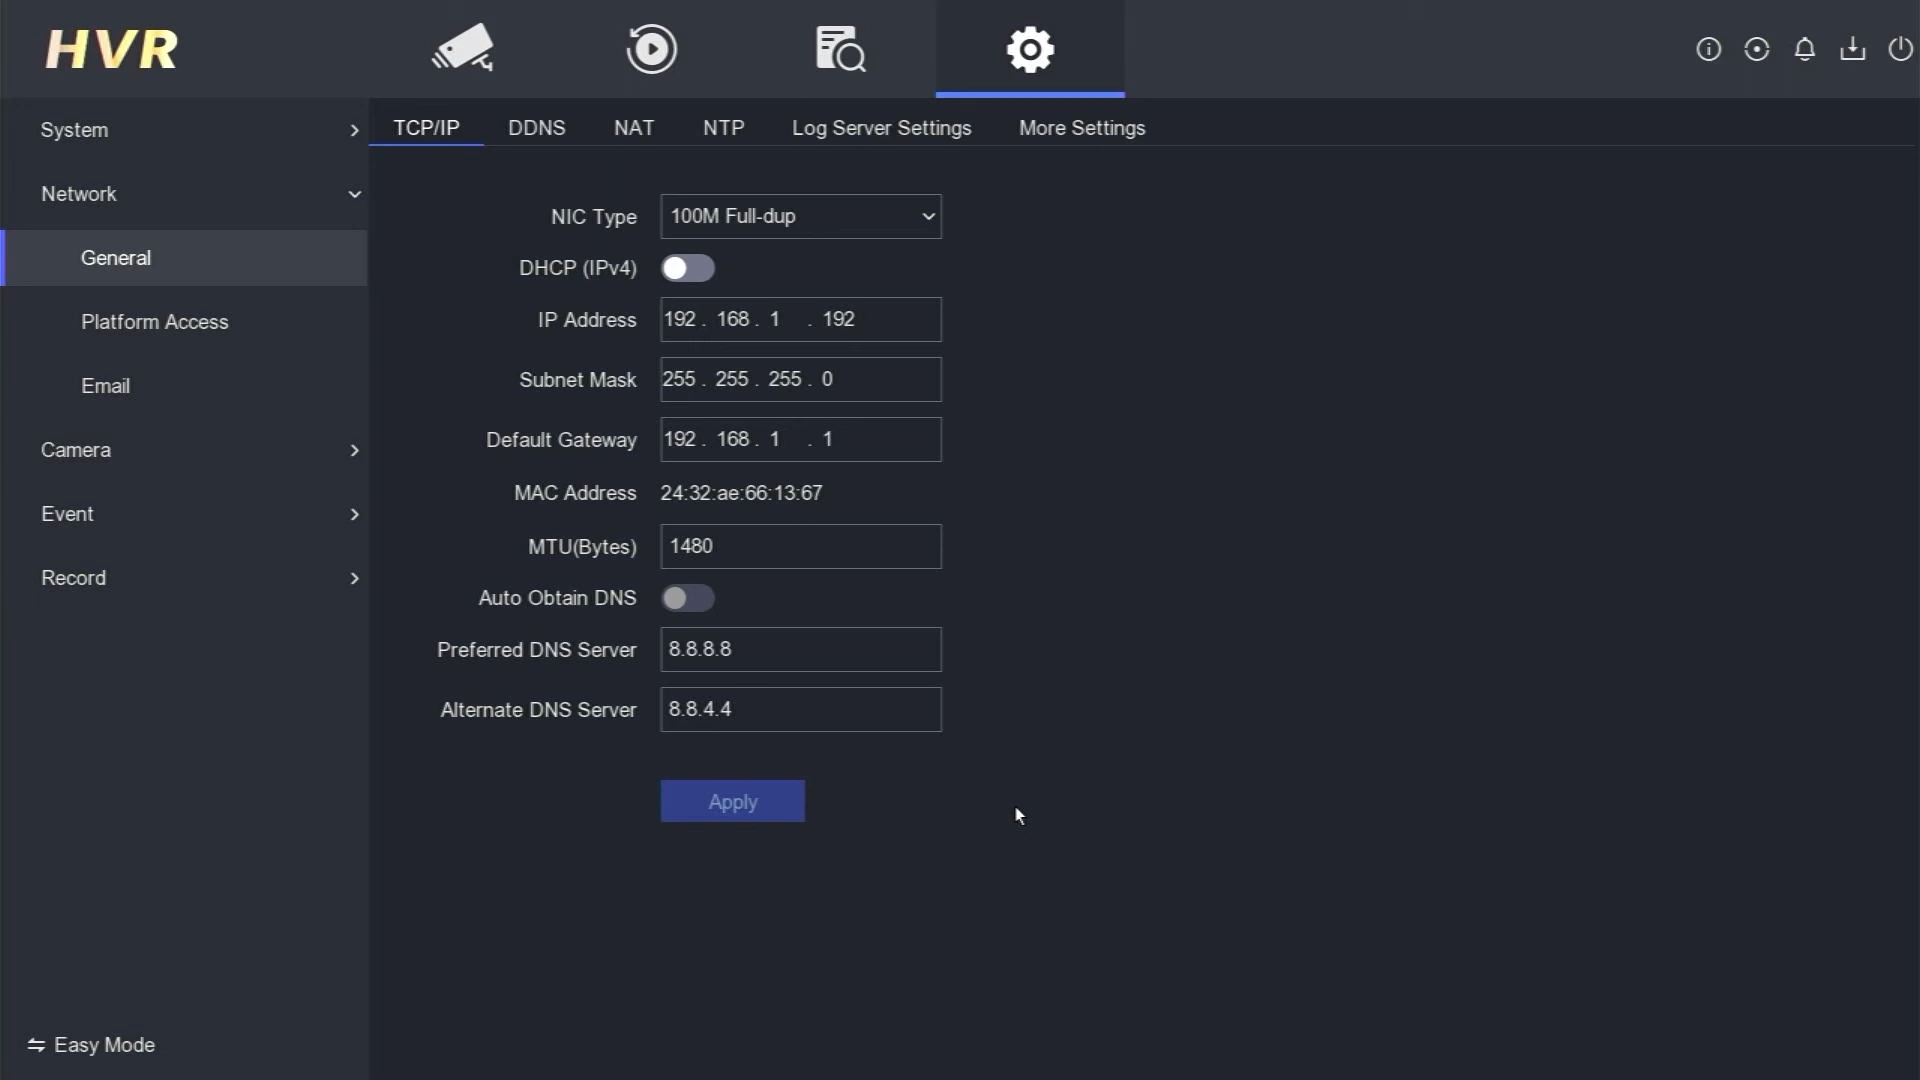 HVR
System
Network
General
Platform Access
Email
Camera
Event
Record
Easy Mode
TCP/IP DDNS NAT NTP Log Server Settings More Settings
NIC Type 100M Full-dup
DHCP (IPv4)
IP Address 192 . 168 . 1 . 192
Subnet Mask 255 . 255 . 255 . 0
Default Gateway 192 . 168 . 1 . 1
MAC Address 24:32:ae:66:13:67
MTU(Bytes) 1480
Auto Obtain DNS
Preferred DNS Server 8.8.8.8
Alternate DNS Server 8.8.4.4
Apply